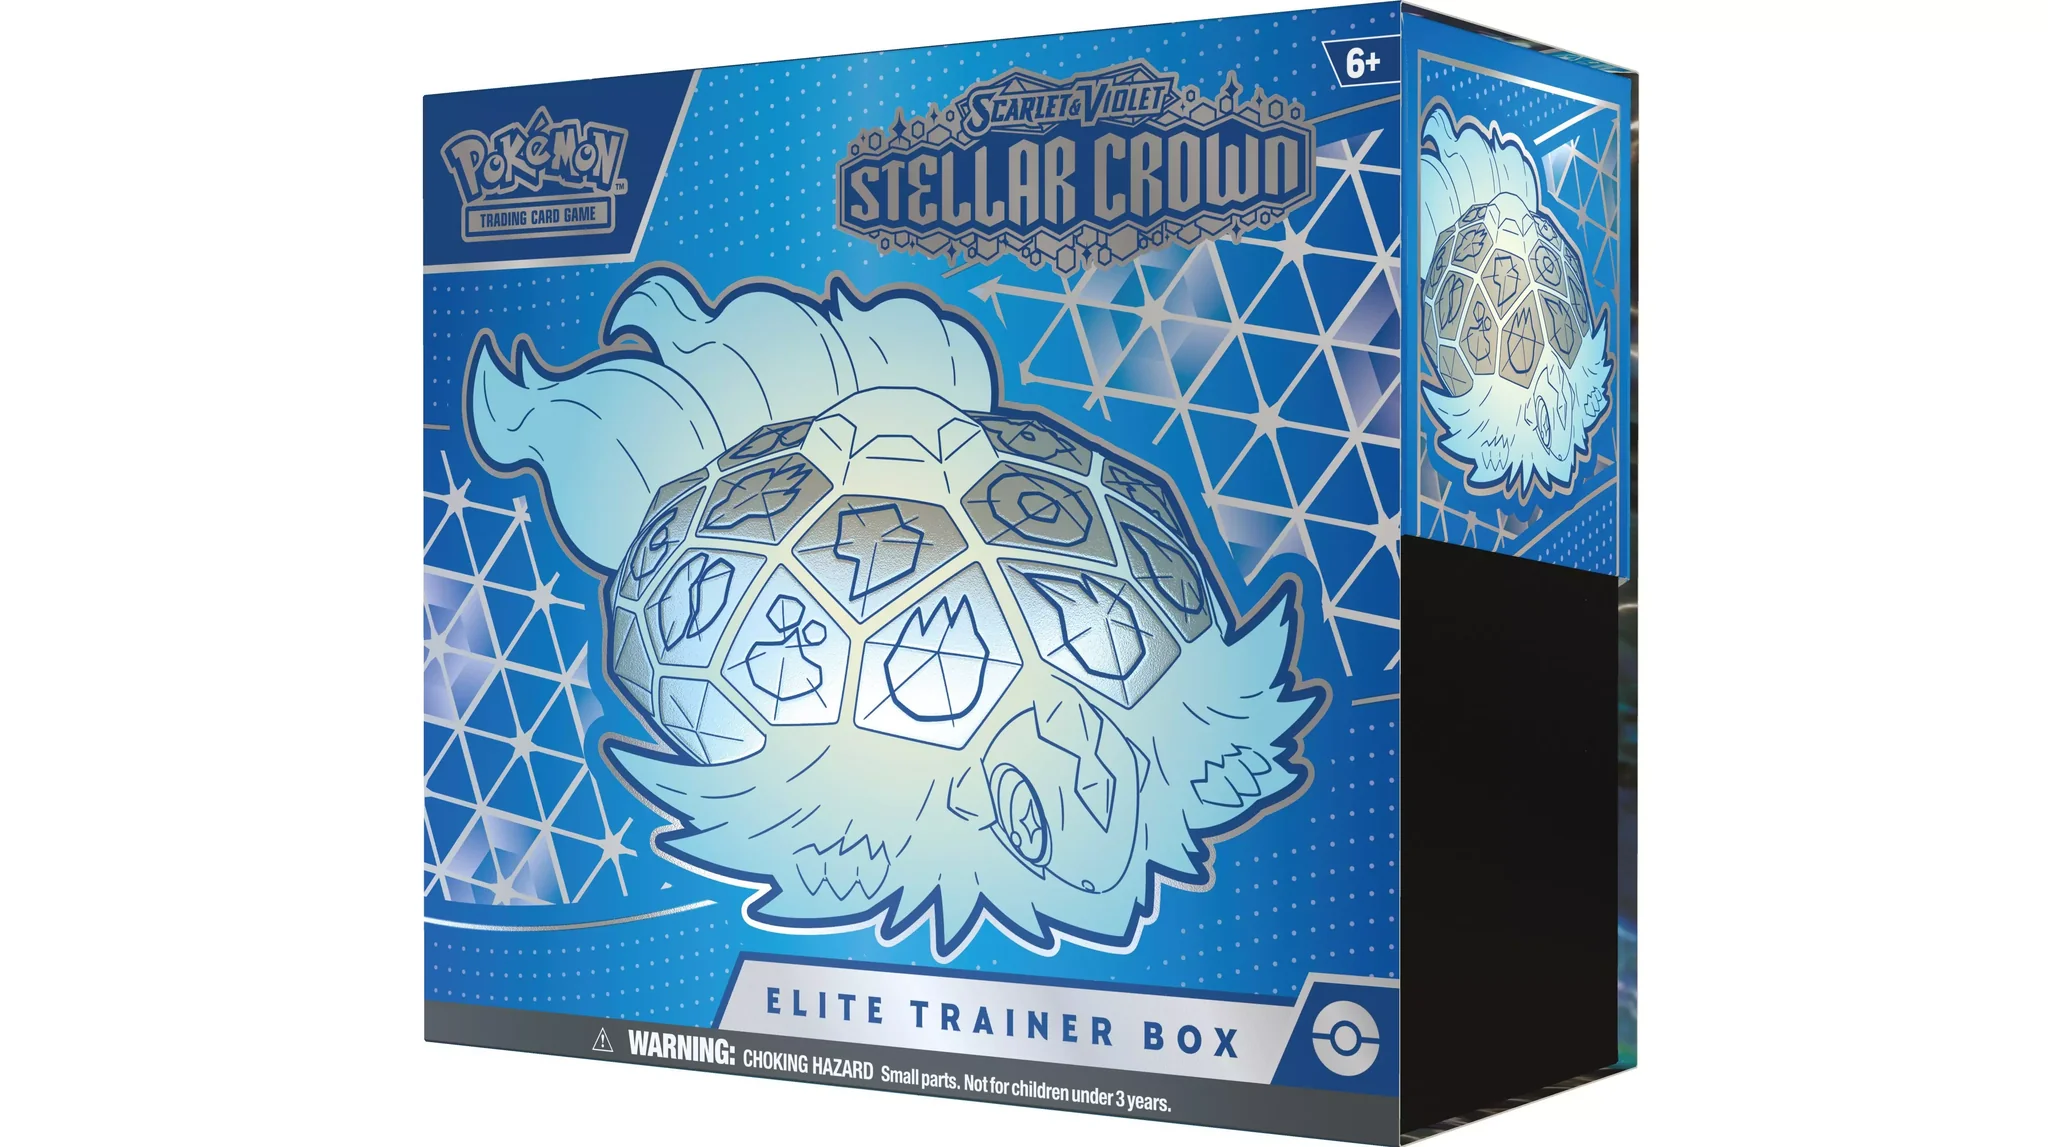 POKéMON
™
TRADING CARD GAME
SCARLET & VIOLET
STELLAR CROWN
6+
ELITE TRAINER BOX
WARNING: CHOKING HAZARD Small parts. Not for children under 3 years.